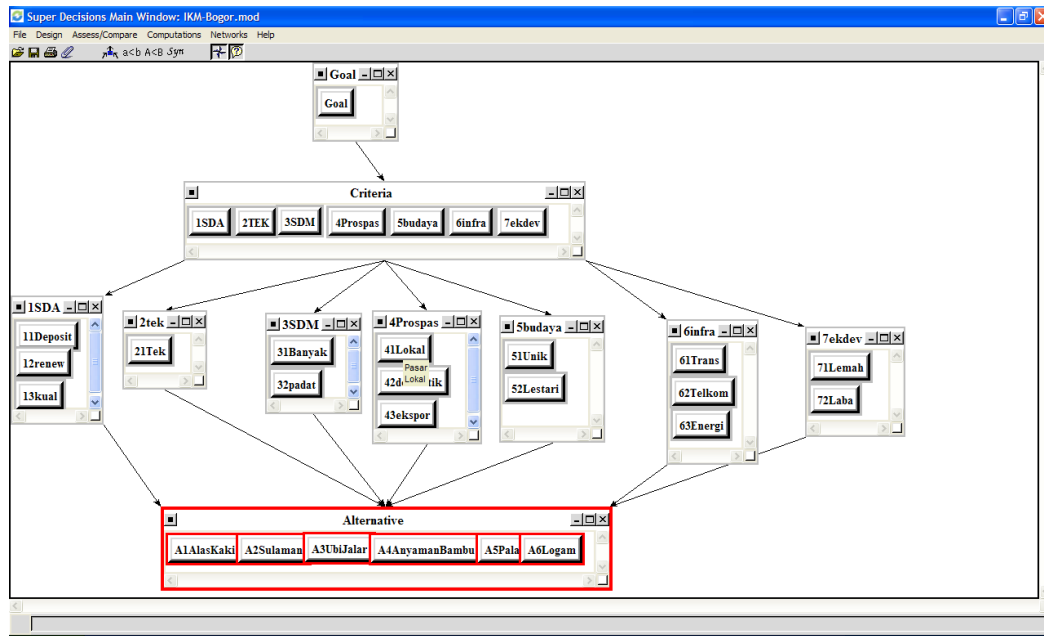 Super Decisions Main Window: IKM-Bogor.mod
File Design Assess/Compare Computations Networks Help
a<b A<B Syn
Goal
Goal
Criteria
1SDA 2TEK 3SDM 4Prospas 5budaya 6infra 7ekdev
1SDA
11Deposit
12renew
13kual
2tek
21Tek
3SDM
31Banyak
32padat
4Prospas
41Lokal
Pasar
Lokal
43ekspor
5budaya
51Unik
52Lestari
6infra
61Trans
62Telkom
63Energi
7ekdev
71Lemah
72Laba
Alternative
A1AlasKaki A2Sulaman A3UbiJalar A4AnyamanBambu A5Pala A6Logam